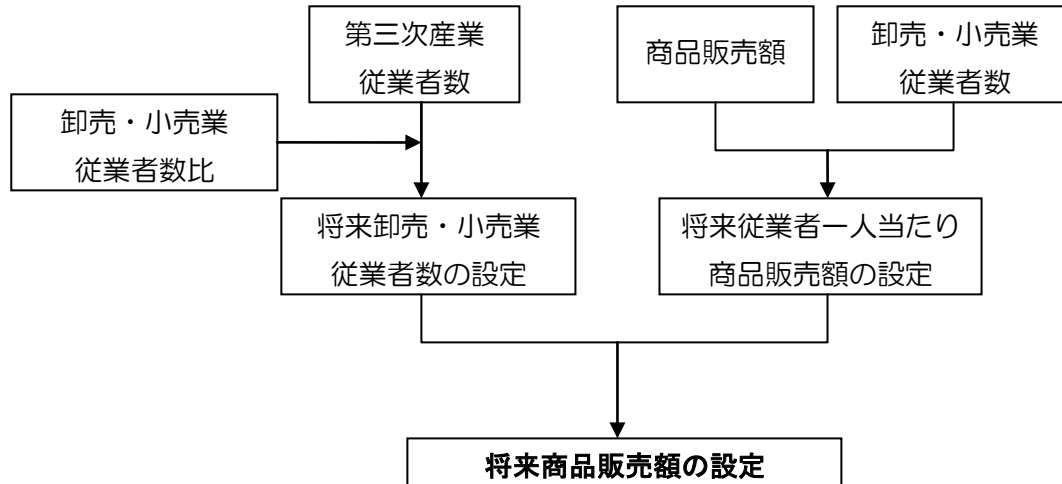 第三次産業
従業者数
商品販売額
卸売・小売業
従業者数
卸売・小売業
従業者数比
将来卸売・小売業
従業者数の設定
将来従業者一人当たり
商品販売額の設定
将来商品販売額の設定